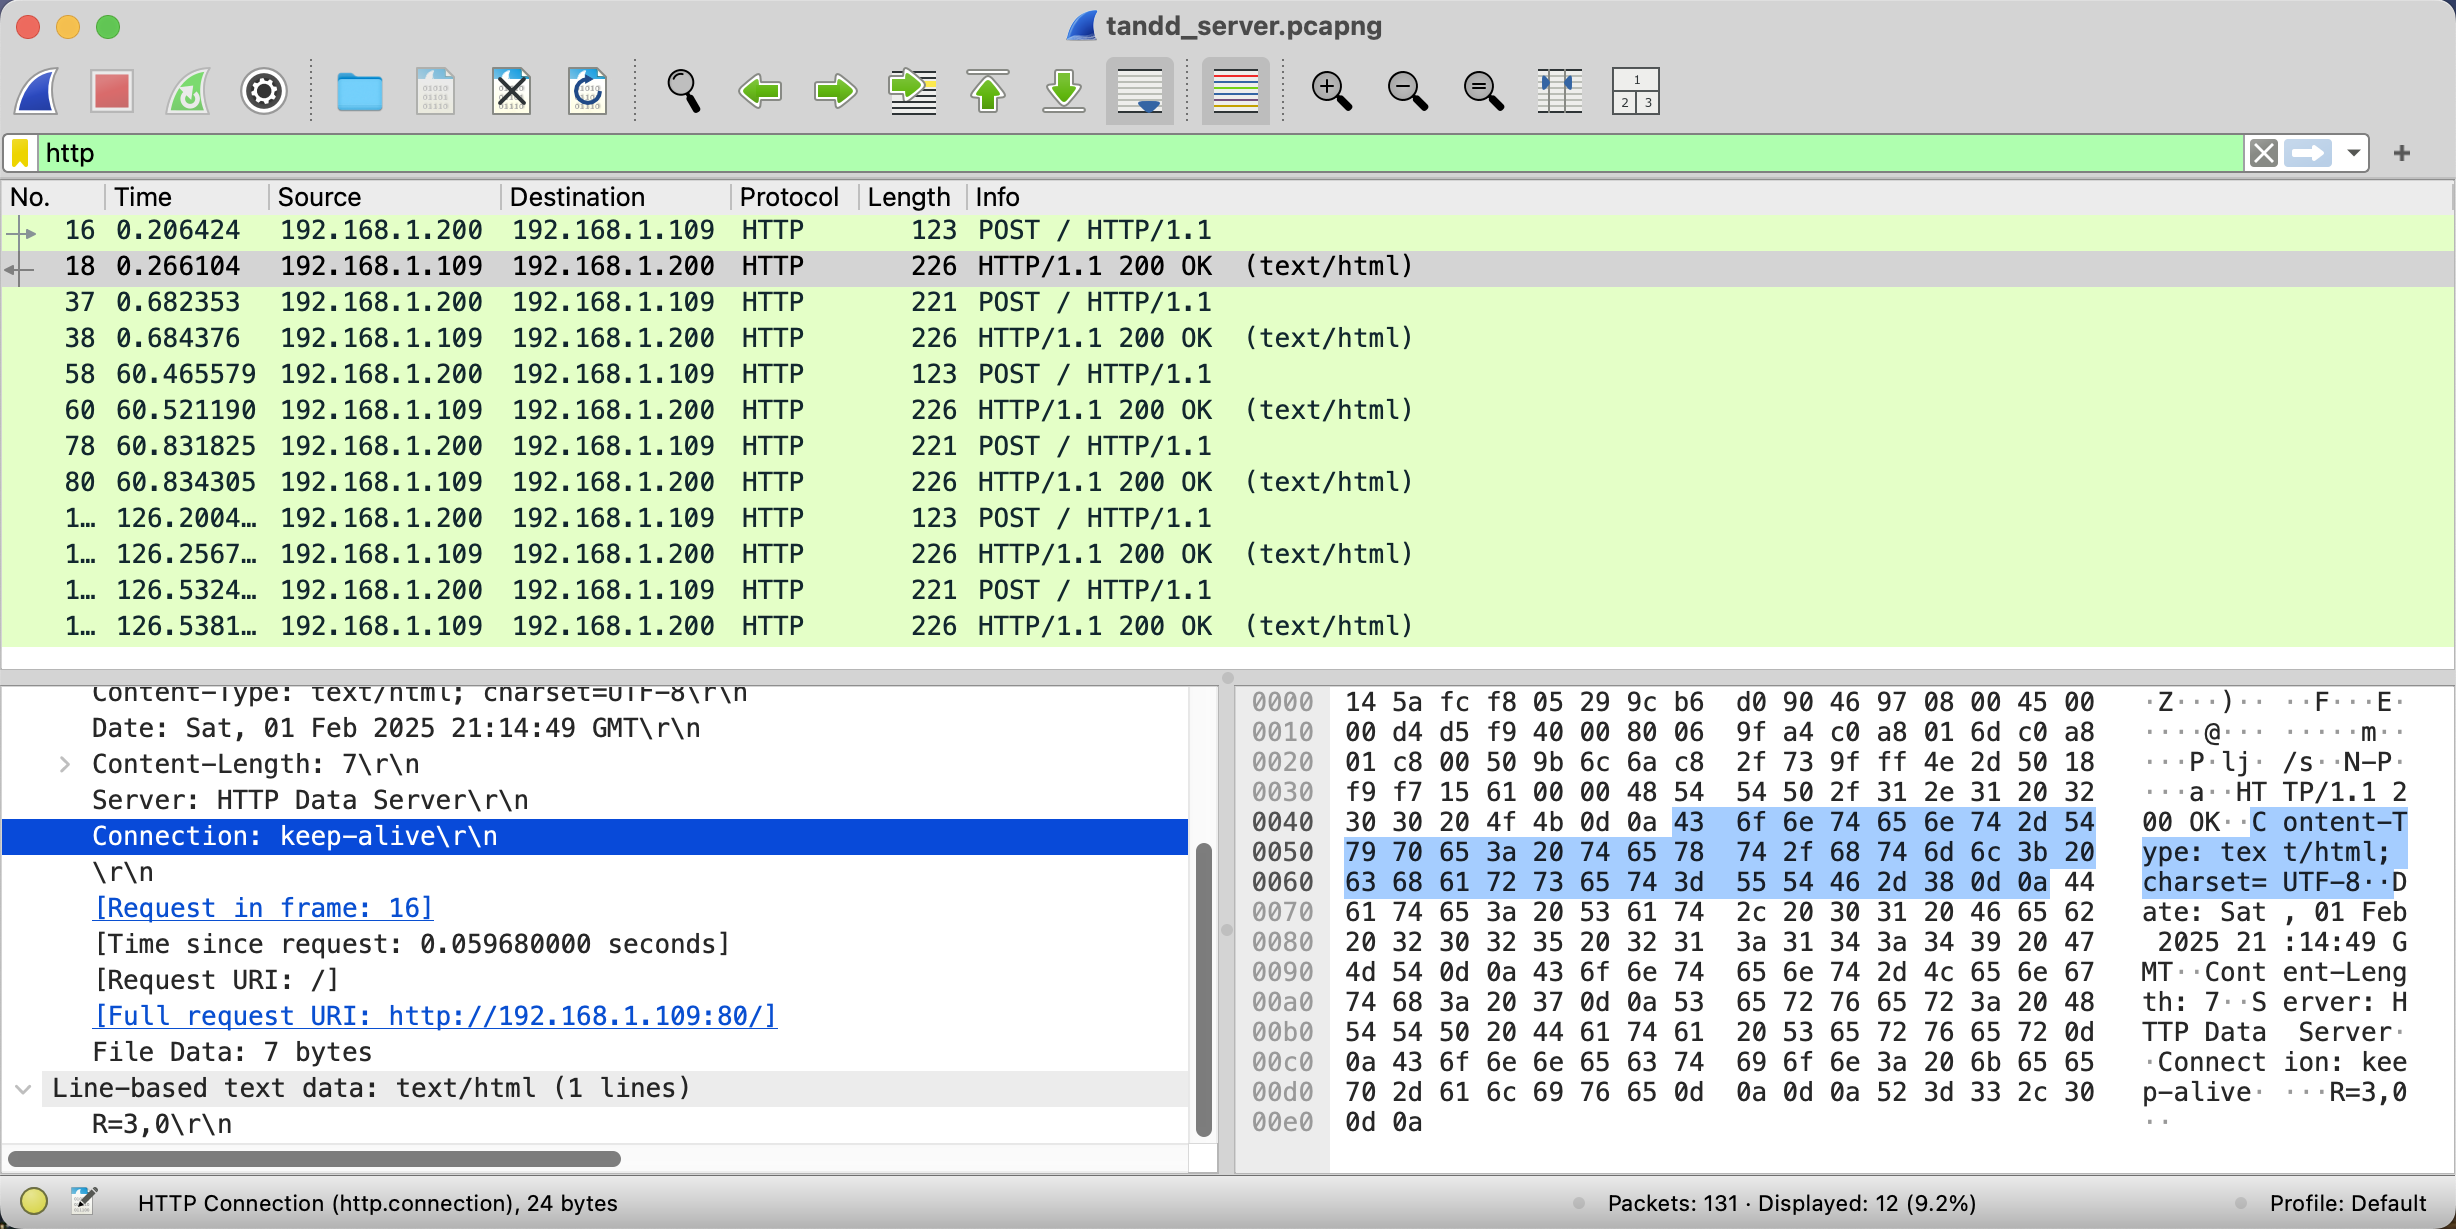 tandd_server.pcapng
http
No. Time Source Destination Protocol Length Info
16 0.206424 192.168.1.200 192.168.1.109 HTTP 123 POST / HTTP/1.1
18 0.266104 192.168.1.109 192.168.1.200 HTTP 226 HTTP/1.1 200 OK (text/html)
37 0.682353 192.168.1.200 192.168.1.109 HTTP 221 POST / HTTP/1.1
38 0.684376 192.168.1.109 192.168.1.200 HTTP 226 HTTP/1.1 200 OK (text/html)
58 60.465579 192.168.1.200 192.168.1.109 HTTP 123 POST / HTTP/1.1
60 60.521190 192.168.1.109 192.168.1.200 HTTP 226 HTTP/1.1 200 OK (text/html)
78 60.831825 192.168.1.200 192.168.1.109 HTTP 221 POST / HTTP/1.1
80 60.834305 192.168.1.109 192.168.1.200 HTTP 226 HTTP/1.1 200 OK (text/html)
1… 126.2004… 192.168.1.200 192.168.1.109 HTTP 123 POST / HTTP/1.1
1… 126.2567… 192.168.1.109 192.168.1.200 HTTP 226 HTTP/1.1 200 OK (text/html)
1… 126.5324… 192.168.1.200 192.168.1.109 HTTP 221 POST / HTTP/1.1
1… 126.5381… 192.168.1.109 192.168.1.200 HTTP 226 HTTP/1.1 200 OK (text/html)
Content-Type: text/html; charset=UTF-8\r\n
Date: Sat, 01 Feb 2025 21:14:49 GMT\r\n
Content-Length: 7\r\n
Server: HTTP Data Server\r\n
Connection: keep-alive\r\n
\r\n
[Request in frame: 16]
[Time since request: 0.059680000 seconds]
[Request URI: /]
[Full request URI: http://192.168.1.109:80/]
File Data: 7 bytes
Line-based text data: text/html (1 lines)
R=3,0\r\n
0000 14 5a fc f8 05 29 9c b6 d0 90 46 97 08 00 45 00 ·Z···)·· ··F···E·
0010 00 d4 d5 f9 40 00 80 06 9f a4 c0 a8 01 6d c0 a8 ····@··· ·····m··
0020 01 c8 00 50 9b 6c 6a c8 2f 73 9f ff 4e 2d 50 18 ···P·lj· /s··N-P·
0030 f9 f7 15 61 00 00 48 54 54 50 2f 31 2e 31 20 32 ···a··HT TP/1.1 2
0040 30 30 20 4f 4b 0d 0a 43 6f 6e 74 65 6e 74 2d 54 00 OK··C ontent-T
0050 79 70 65 3a 20 74 65 78 74 2f 68 74 6d 6c 3b 20 ype: tex t/html;
0060 63 68 61 72 73 65 74 3d 55 54 46 2d 38 0d 0a 44 charset= UTF-8··D
0070 61 74 65 3a 20 53 61 74 2c 20 30 31 20 46 65 62 ate: Sat , 01 Feb
0080 20 32 30 32 35 20 32 31 3a 31 34 3a 34 39 20 47 2025 21 :14:49 G
0090 4d 54 0d 0a 43 6f 6e 74 65 6e 74 2d 4c 65 6e 67 MT··Cont ent-Leng
00a0 74 68 3a 20 37 0d 0a 53 65 72 76 65 72 3a 20 48 th: 7··S erver: H
00b0 54 54 50 20 44 61 74 61 20 53 65 72 76 65 72 0d TTP Data Server·
00c0 0a 43 6f 6e 6e 65 63 74 69 6f 6e 3a 20 6b 65 65 ·Connect ion: kee
00d0 70 2d 61 6c 69 76 65 0d 0a 0d 0a 52 3d 33 2c 30 p-alive· ···R=3,0
00e0 0d 0a ··
HTTP Connection (http.connection), 24 bytes
Packets: 131 · Displayed: 12 (9.2%)
Profile: Default